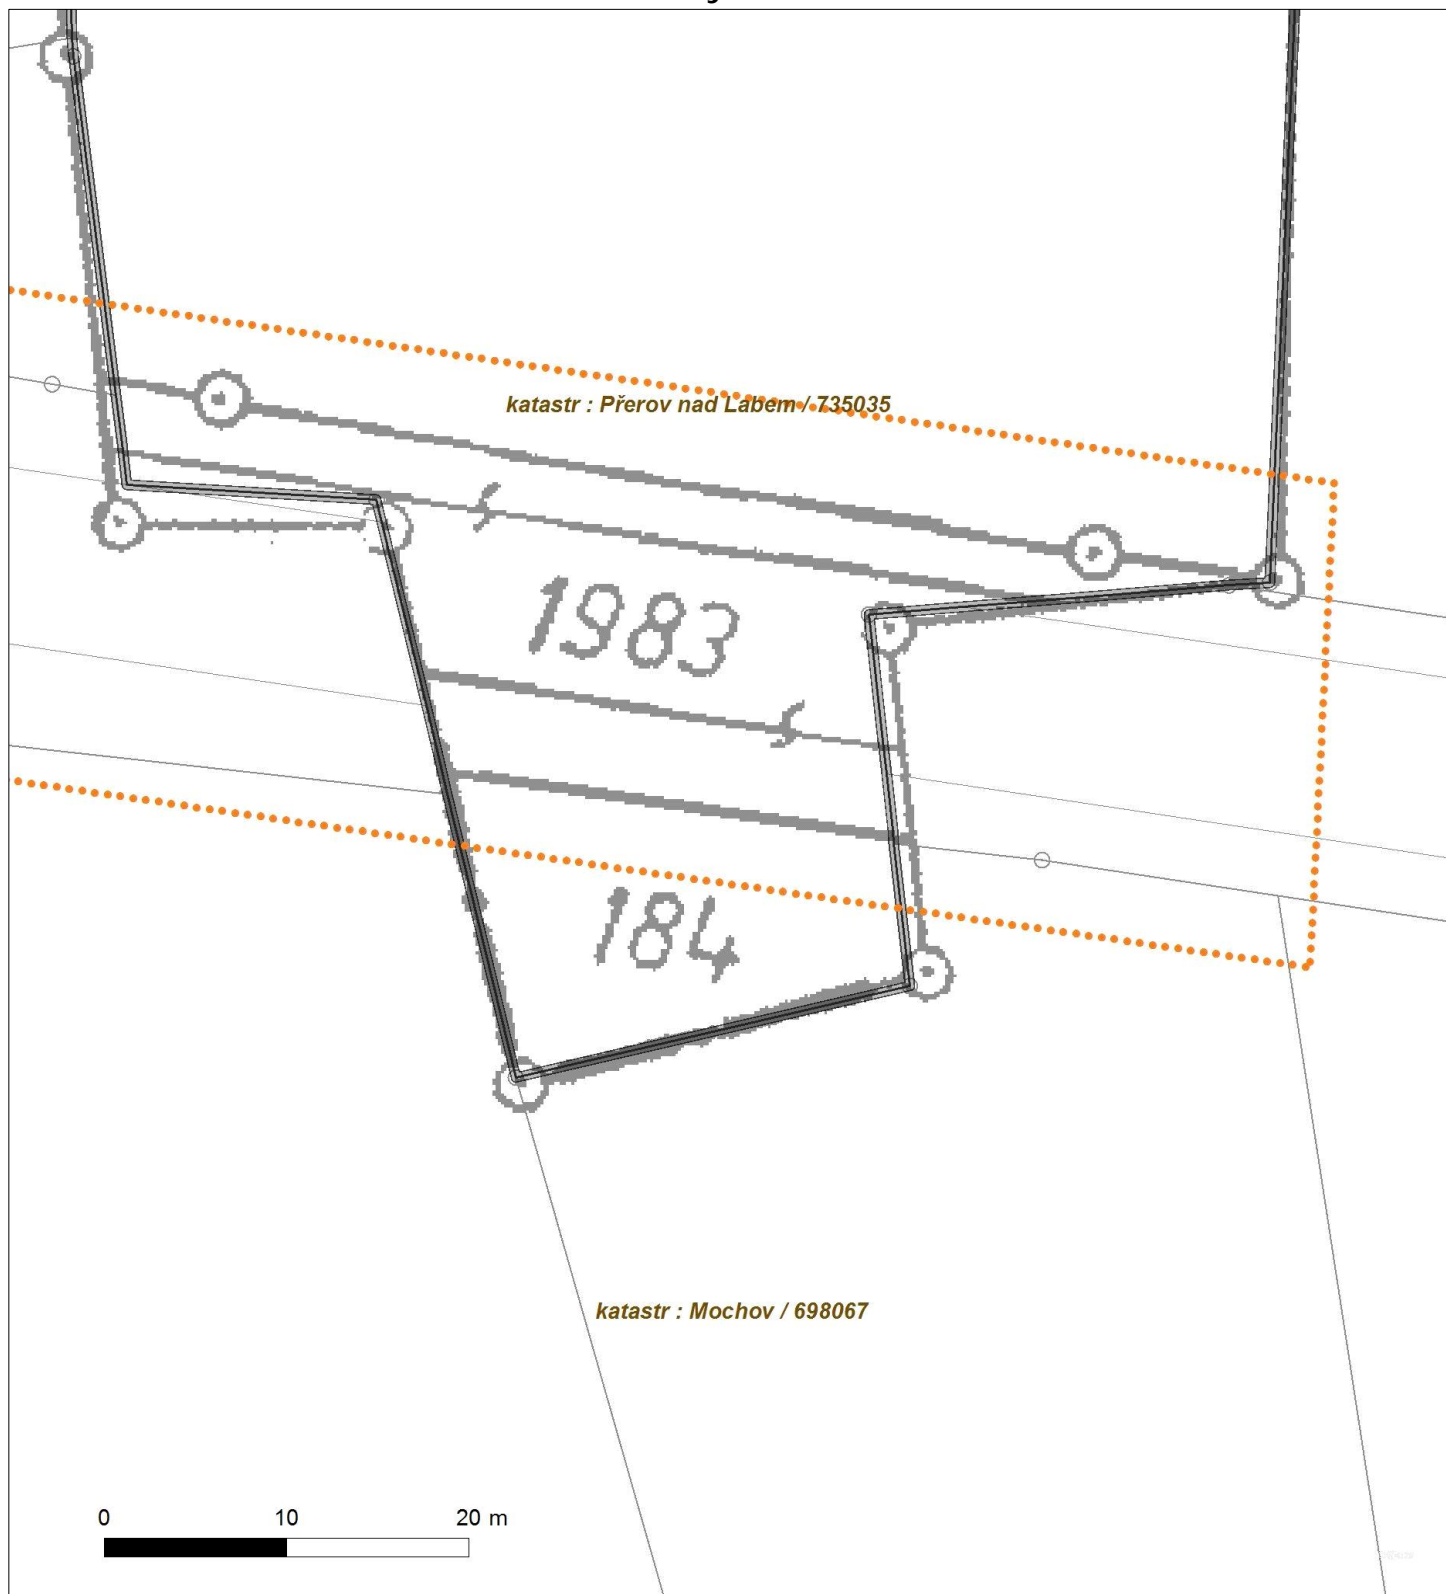 katastr : Přerov nad Labem / 735035
1983
184
katastr : Mochov / 698067
0 10 20 m